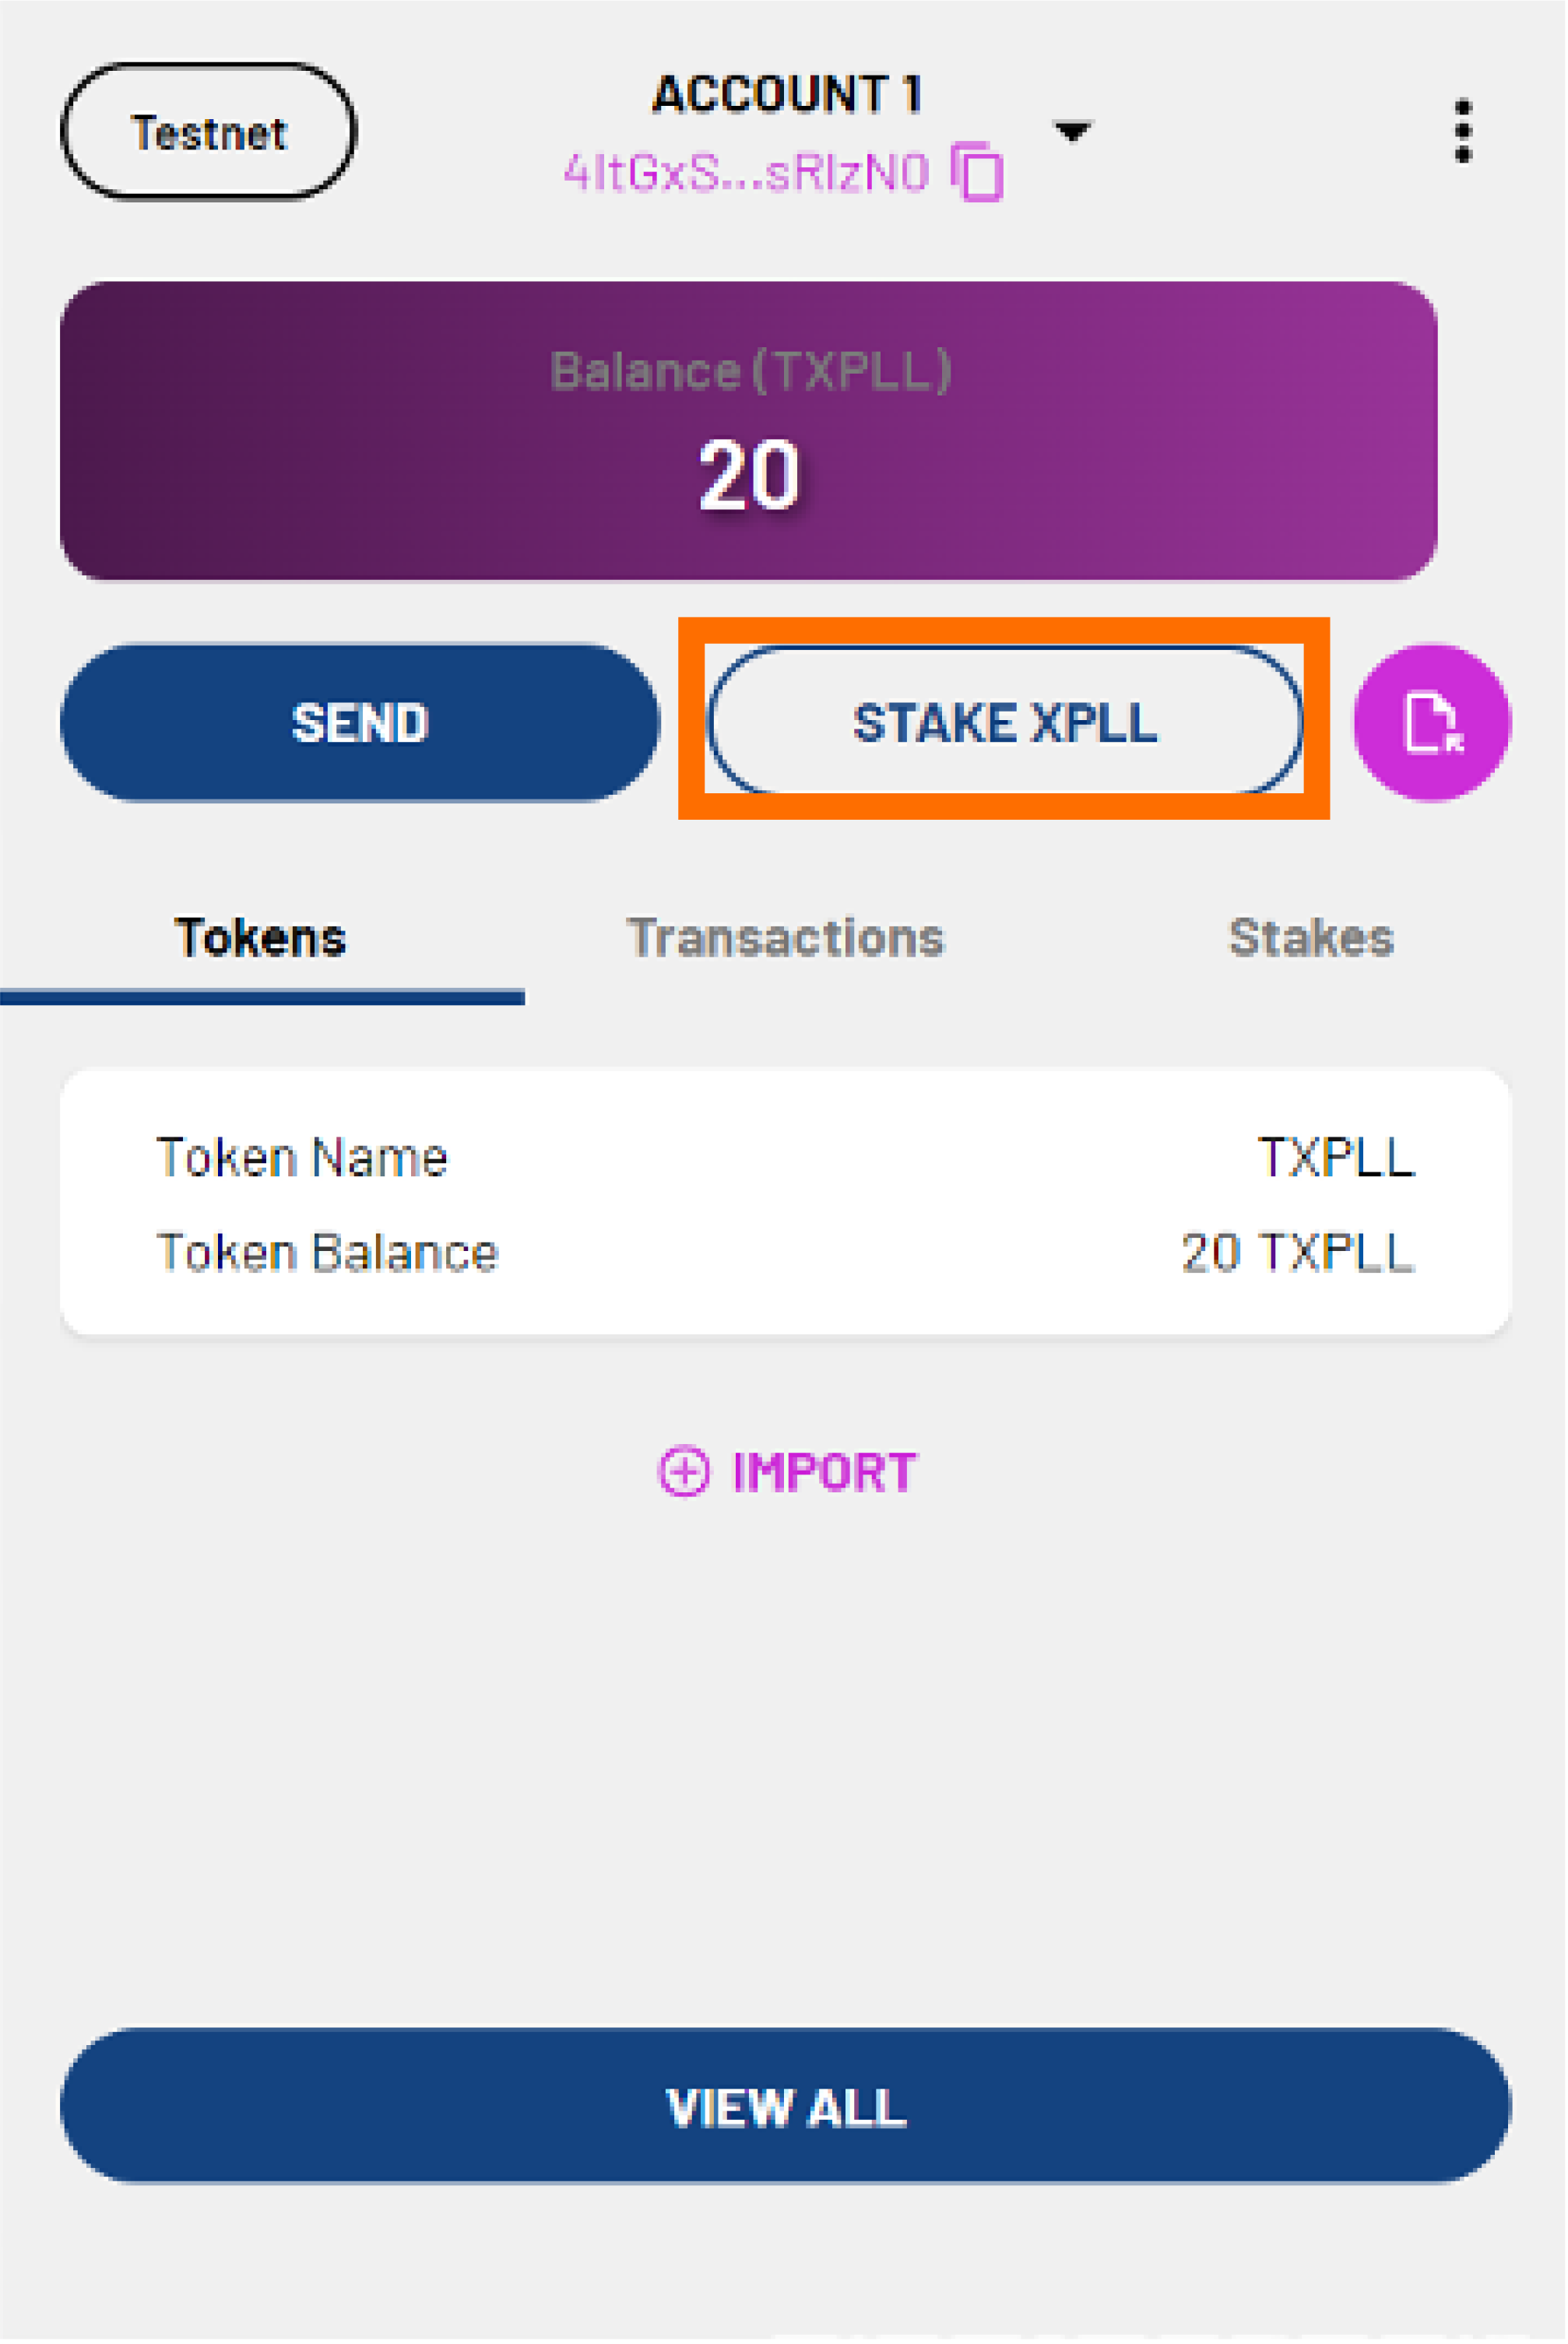 Testnet
ACCOUNT 1
4ltGxS...sRlzN0
Balance (TXPLL)
20
SEND
STAKE XPLL
Tokens
Transactions
Stakes
Token Name
TXPLL
Token Balance
20 TXPLL
IMPORT
VIEW ALL